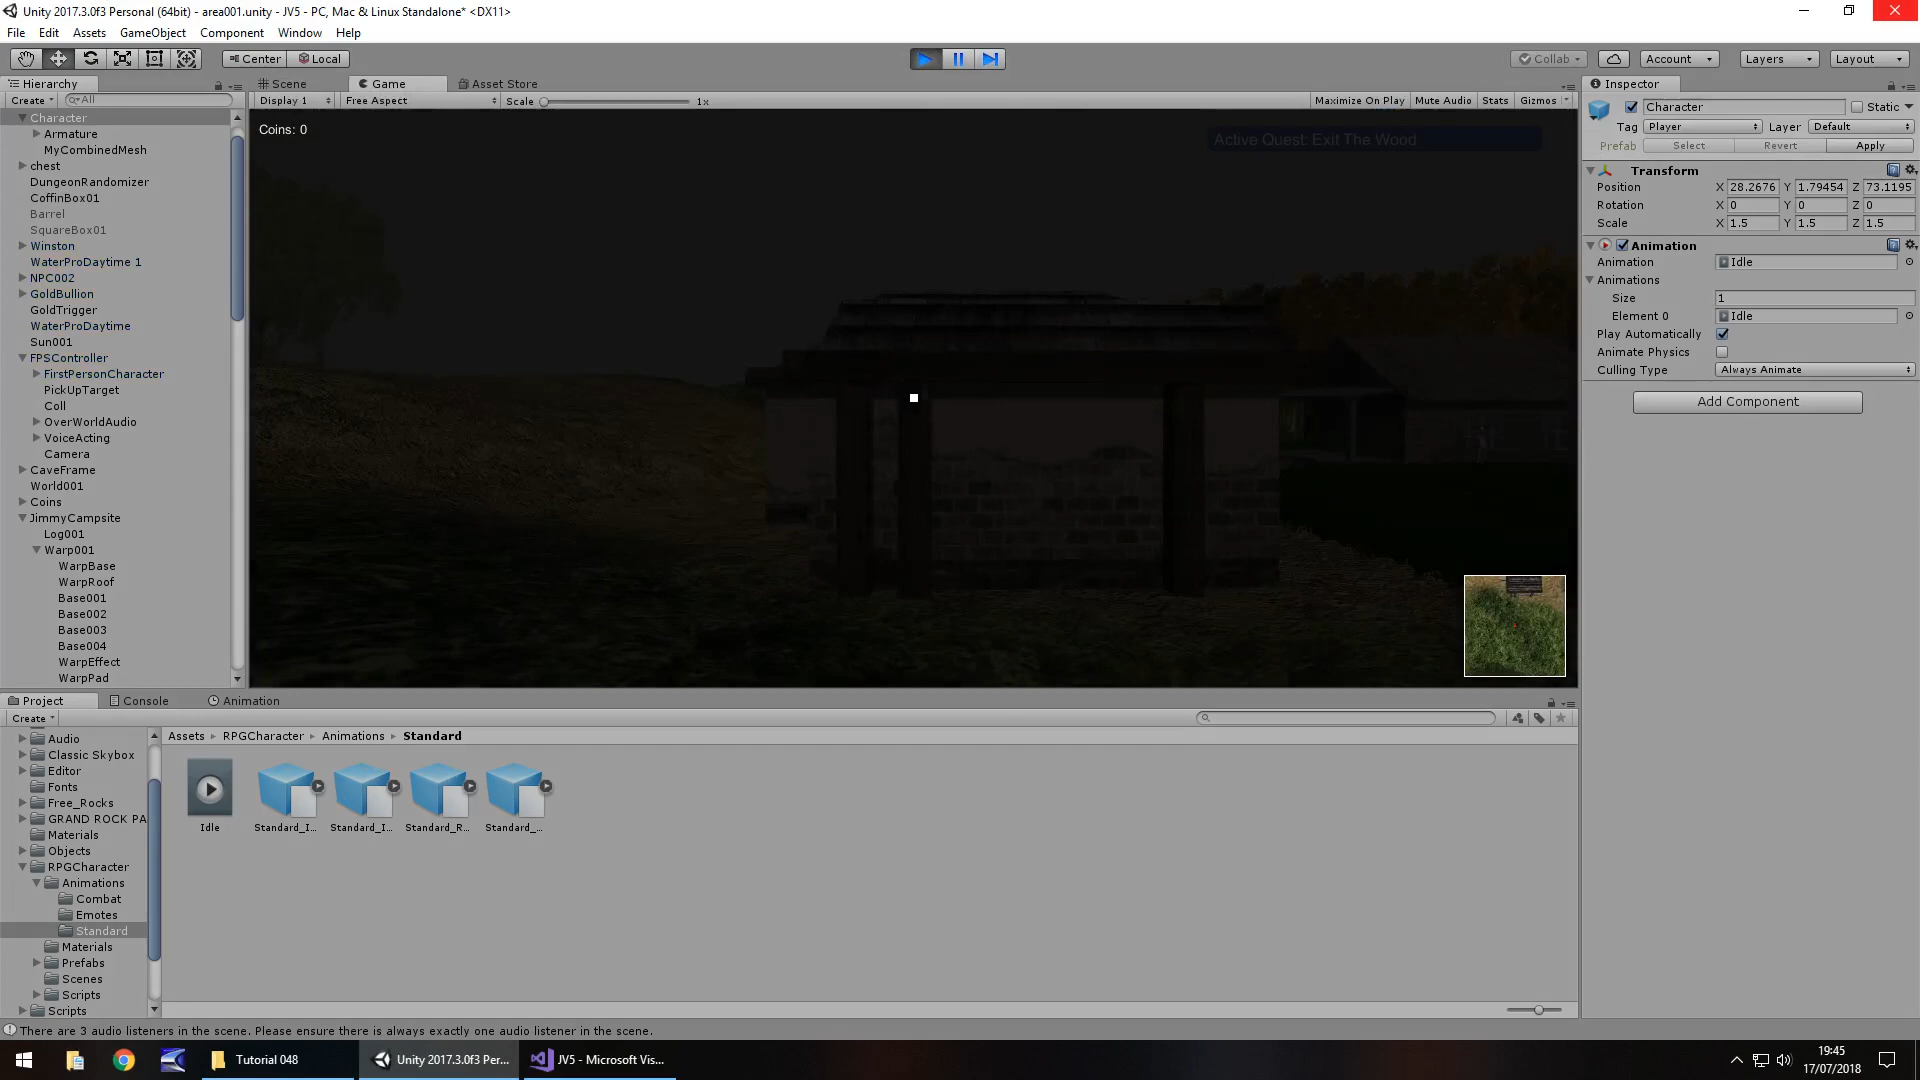 Unity 2017.3.0f3 Personal (64bit) - area001.unity - JV5 - PC, Mac & Linux Standalone* <DX11>
File Edit Assets GameObject Component Window Help
Center Local Collab Account Layers Layout
Hierarchy Scene Game Asset Store Inspector
Create All Display 1 Free Aspect Scale 1x Maximize On Play Mute Audio Stats Gizmos
Character
Armature
MyCombinedMesh
chest
DungeonRandomizer
CoffinBox01
Barrel
SquareBox01
Winston
WaterProDaytime 1
NPC002
GoldBullion
GoldTrigger
WaterProDaytime
Sun001
FPSController
FirstPersonCharacter
PickUpTarget
Coll
OverWorldAudio
VoiceActing
Camera
CaveFrame
World001
Coins
JimmyCampsite
Log001
Warp001
WarpBase
WarpRoof
Base001
Base002
Base003
Base004
WarpEffect
WarpPad
Coins: 0
Active Quest: Exit The Wood
Character Static
Tag Player Layer Default
Prefab Select Revert Apply
Transform
Position X 28.2676 Y 1.79454 Z 73.1195
Rotation X 0 Y 0 Z 0
Scale X 1.5 Y 1.5 Z 1.5
Animation
Animation Idle
Animations
Size 1
Element 0 Idle
Play Automatically
Animate Physics
Culling Type Always Animate
Add Component
Project Console Animation
Create
Audio
Classic Skybox
Editor
Fonts
Free_Rocks
GRAND ROCK PA
Materials
Objects
RPGCharacter
Animations
Combat
Emotes
Standard
Materials
Prefabs
Scenes
Scripts
Scripts
Assets RPGCharacter Animations Standard
Idle Standard_I... Standard_I... Standard_R... Standard_...
There are 3 audio listeners in the scene. Please ensure there is always exactly one audio listener in the scene.
Tutorial 048 Unity 2017.3.0f3 Per... JV5 - Microsoft Vis...
19:45
17/07/2018